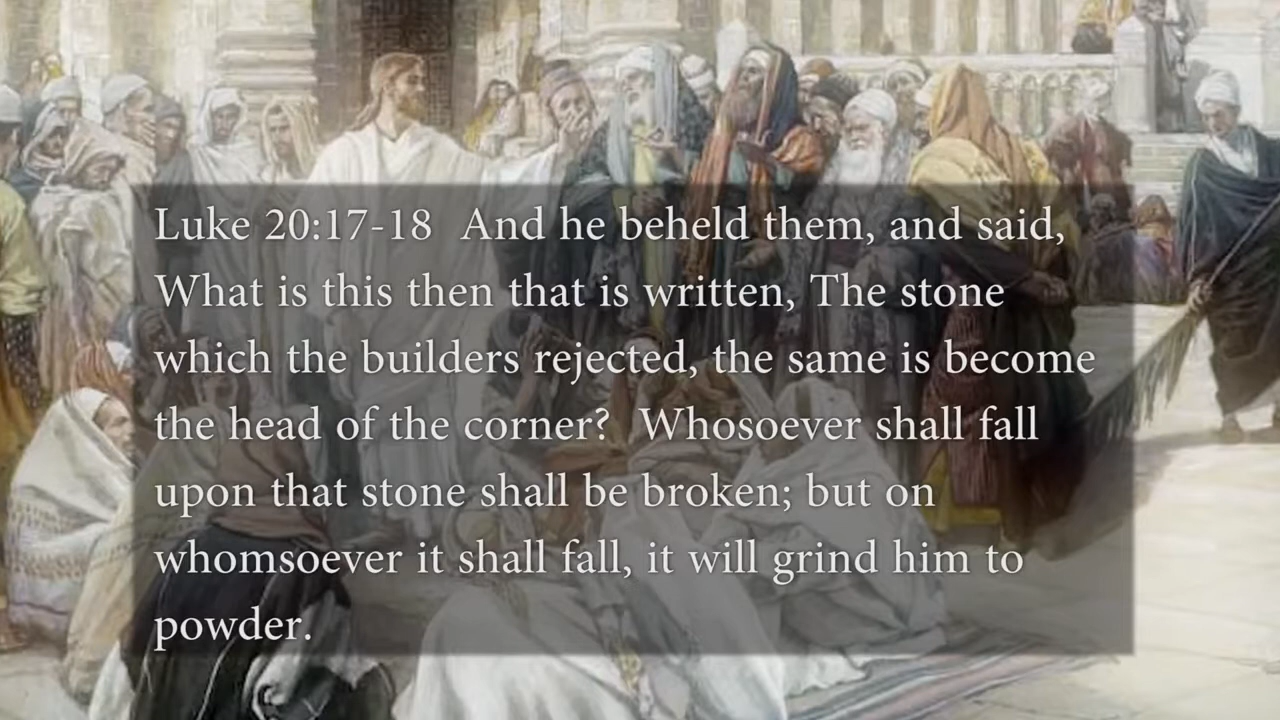 Luke 20:17-18  And he beheld them, and said,
What is this then that is written, The stone
which the builders rejected, the same is become
the head of the corner?  Whosoever shall fall
upon that stone shall be broken; but on
whomsoever it shall fall, it will grind him to
powder.